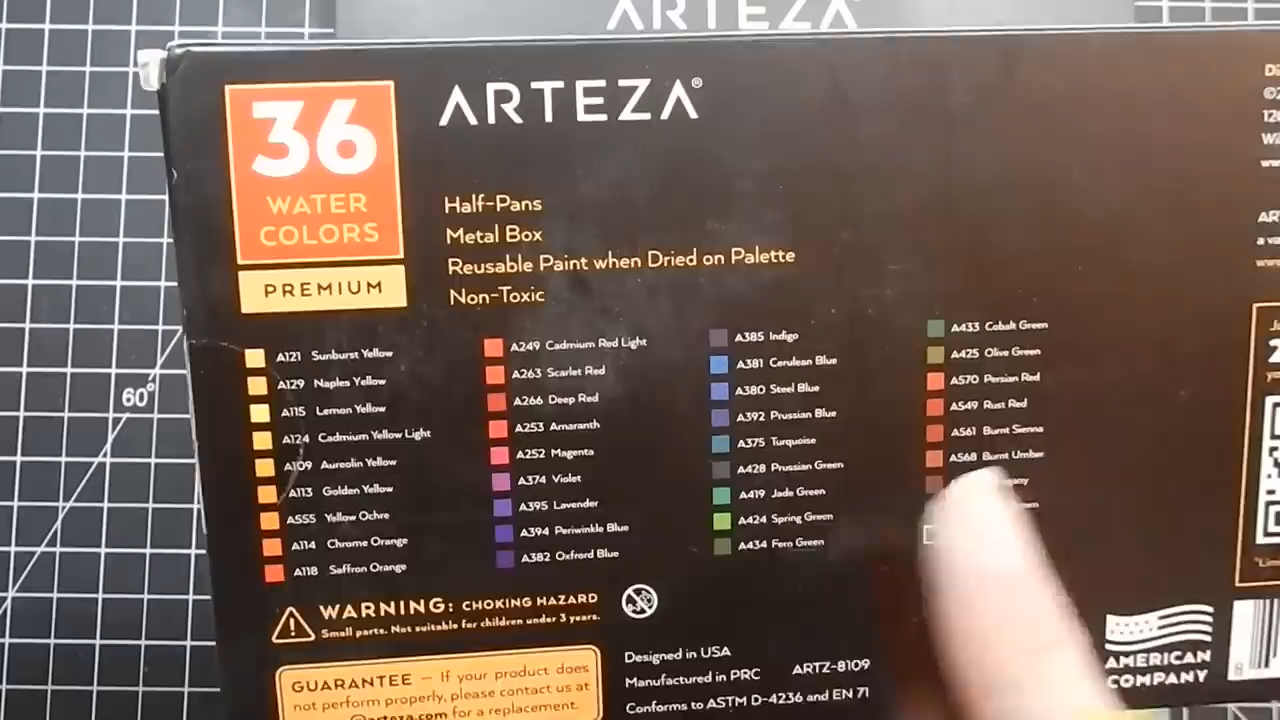 ARTEZA
36
WATER
COLORS
PREMIUM
ARTEZA®
Half-Pans
Metal Box
Reusable Paint when Dried on Palette
Non-Toxic
A121 Sunburst Yellow
A129 Naples Yellow
A115 Lemon Yellow
A124 Cadmium Yellow Light
A109 Aureolin Yellow
A113 Golden Yellow
A555 Yellow Ochre
A114 Chrome Orange
A118 Saffron Orange
A249 Cadmium Red Light
A263 Scarlet Red
A266 Deep Red
A253 Amaranth
A252 Magenta
A374 Violet
A395 Lavender
A394 Periwinkle Blue
A382 Oxfrord Blue
A385 Indigo
A381 Cerulean Blue
A380 Steel Blue
A392 Prussian Blue
A375 Turquoise
A428 Prussian Green
A419 Jade Green
A424 Spring Green
A434 Fern Green
A433 Cobalt Green
A425 Olive Green
A570 Persian Red
A549 Rust Red
A561 Burnt Sienna
A568 Burnt Umber
WARNING: CHOKING HAZARD
Small parts. Not suitable for children under 3 years.
GUARANTEE — If your product does
not perform properly, please contact us at
@arteza.com for a replacement.
Designed in USA
Manufactured in PRC ARTZ-8109
Conforms to ASTM D-4236 and EN 71
AMERICAN
COMPANY
60°